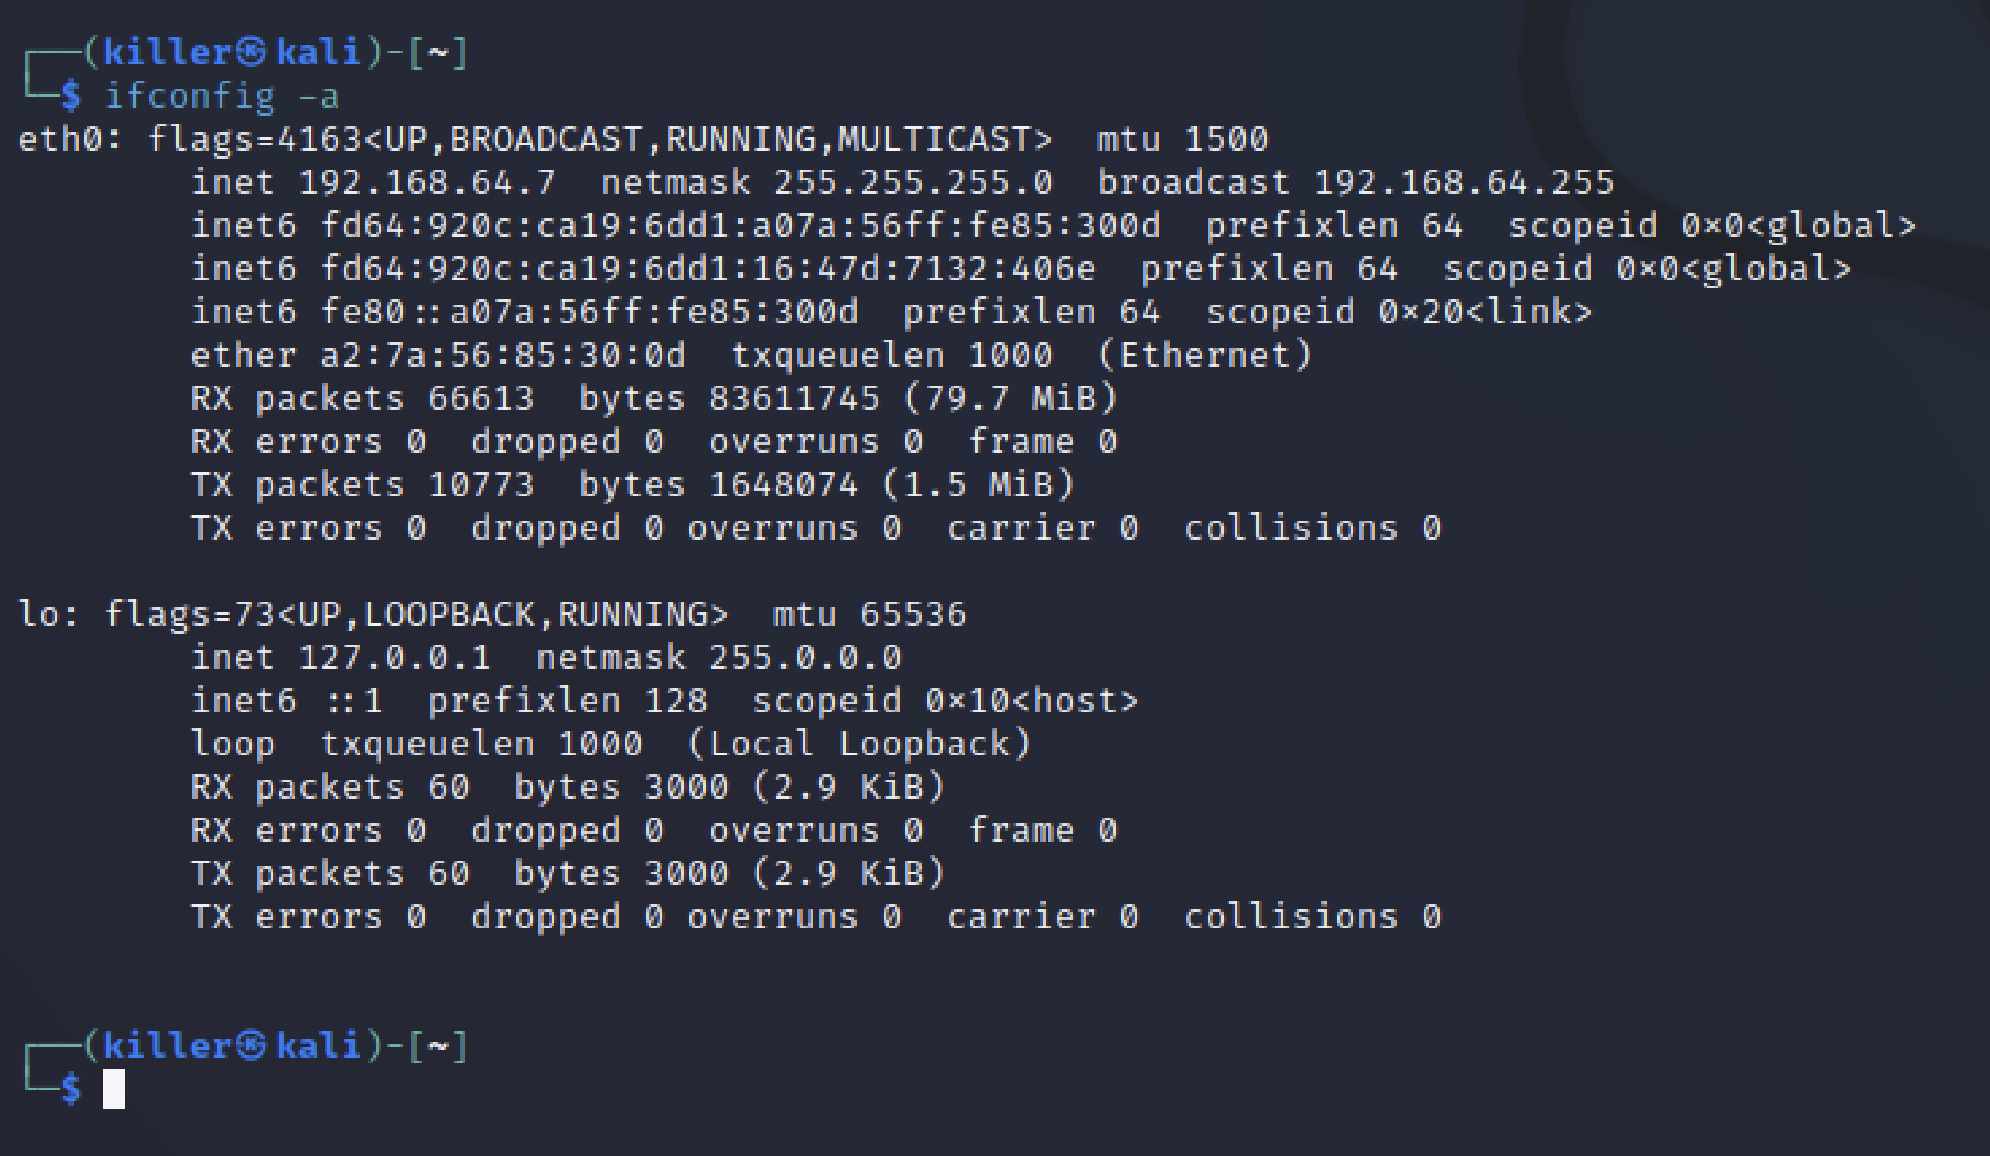 ┌──(killer㉿kali)-[~]
└─$ ifconfig -a
eth0: flags=4163<UP,BROADCAST,RUNNING,MULTICAST>  mtu 1500
        inet 192.168.64.7  netmask 255.255.255.0  broadcast 192.168.64.255
        inet6 fd64:920c:ca19:6dd1:a07a:56ff:fe85:300d  prefixlen 64  scopeid 0×0<global>
        inet6 fd64:920c:ca19:6dd1:16:47d:7132:406e  prefixlen 64  scopeid 0×0<global>
        inet6 fe80::a07a:56ff:fe85:300d  prefixlen 64  scopeid 0×20<link>
        ether a2:7a:56:85:30:0d  txqueuelen 1000  (Ethernet)
        RX packets 66613  bytes 83611745 (79.7 MiB)
        RX errors 0  dropped 0  overruns 0  frame 0
        TX packets 10773  bytes 1648074 (1.5 MiB)
        TX errors 0  dropped 0 overruns 0  carrier 0  collisions 0

lo: flags=73<UP,LOOPBACK,RUNNING>  mtu 65536
        inet 127.0.0.1  netmask 255.0.0.0
        inet6 ::1  prefixlen 128  scopeid 0×10<host>
        loop  txqueuelen 1000  (Local Loopback)
        RX packets 60  bytes 3000 (2.9 KiB)
        RX errors 0  dropped 0  overruns 0  frame 0
        TX packets 60  bytes 3000 (2.9 KiB)
        TX errors 0  dropped 0 overruns 0  carrier 0  collisions 0

┌──(killer㉿kali)-[~]
└─$